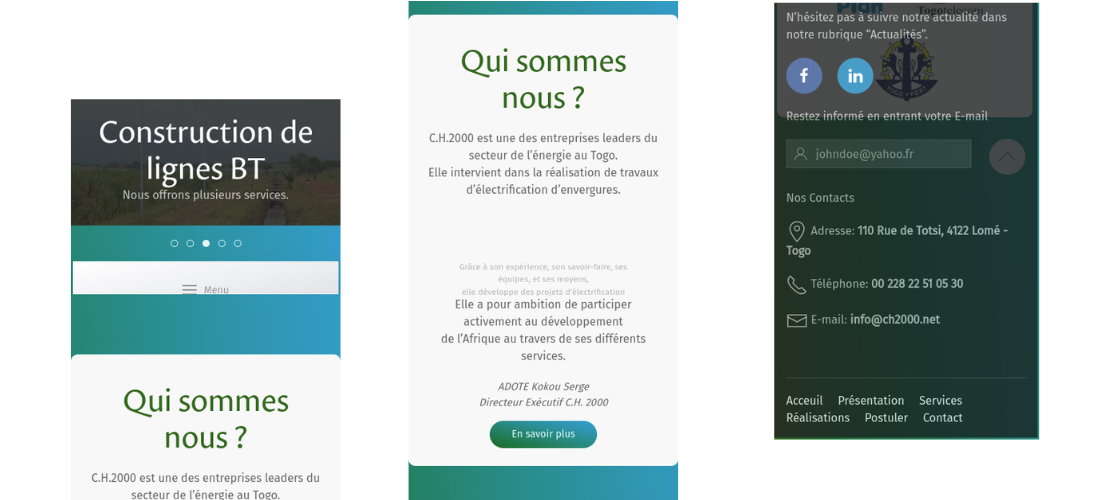 Construction de
lignes BT
Nous offrons plusieurs services.
Menu
Qui sommes
nous ?
C.H.2000 est une des entreprises leaders du
secteur de l’énergie au Togo.
Qui sommes
nous ?
C.H.2000 est une des entreprises leaders du
secteur de l’énergie au Togo.
Elle intervient dans la réalisation de travaux
d’électrification d’envergures.
Grâce à son expérience, son savoir-faire, ses
équipes, et ses moyens,
elle développe des projets d’électrification
Elle a pour ambition de participer
activement au développement
de l’Afrique au travers de ses différents
services.
ADOTE Kokou Serge
Directeur Exécutif C.H. 2000
En savoir plus
Plan
Togotelecom
N’hésitez pas à suivre notre actualité dans
notre rubrique “Actualités”.
f in
Restez informé en entrant votre E-mail
johndoe@yahoo.fr
Nos Contacts
Adresse: 110 Rue de Totsi, 4122 Lomé -
Togo
Téléphone: 00 228 22 51 05 30
E-mail: info@ch2000.net
Acceuil Présentation Services
Réalisations Postuler Contact